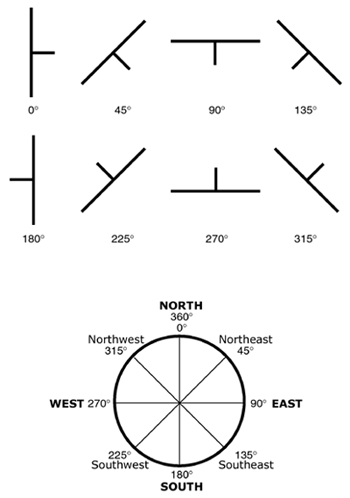 0° 45° 90° 135°
180° 225° 270° 315°
NORTH
360°
0°
Northwest
315°
Northeast
45°
WEST 270°
90° EAST
225°
Southwest
135°
Southeast
180°
SOUTH